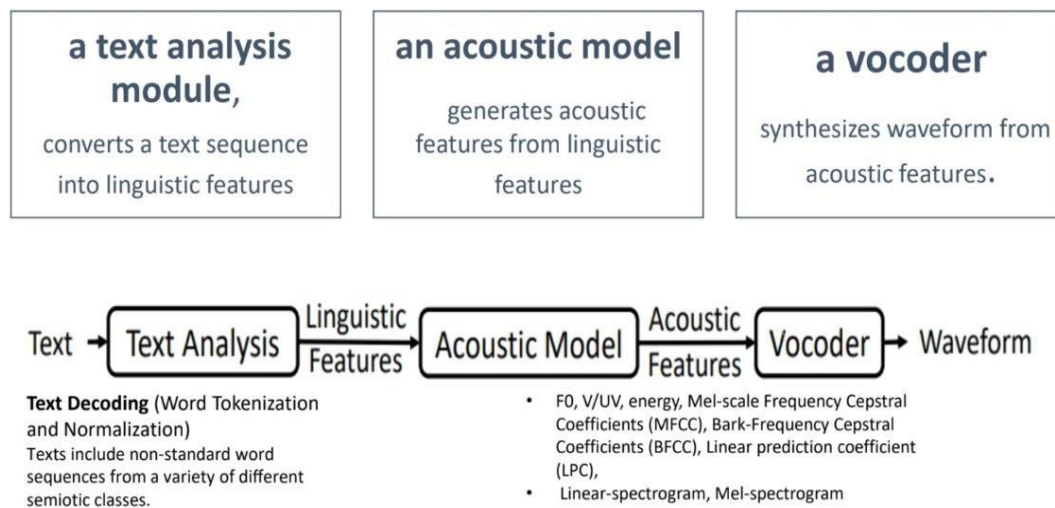 a text analysis
module,
converts a text sequence
into linguistic features
an acoustic model
generates acoustic
features from linguistic
features
a vocoder
synthesizes waveform from
acoustic features.
Text
Text Analysis
Linguistic
Features
Acoustic Model
Acoustic
Features
Vocoder
Waveform
Text Decoding (Word Tokenization
and Normalization)
Texts include non-standard word
sequences from a variety of different
semiotic classes.
• F0, V/UV, energy, Mel-scale Frequency Cepstral
Coefficients (MFCC), Bark-Frequency Cepstral
Coefficients (BFCC), Linear prediction coefficient
(LPC),
• Linear-spectrogram, Mel-spectrogram